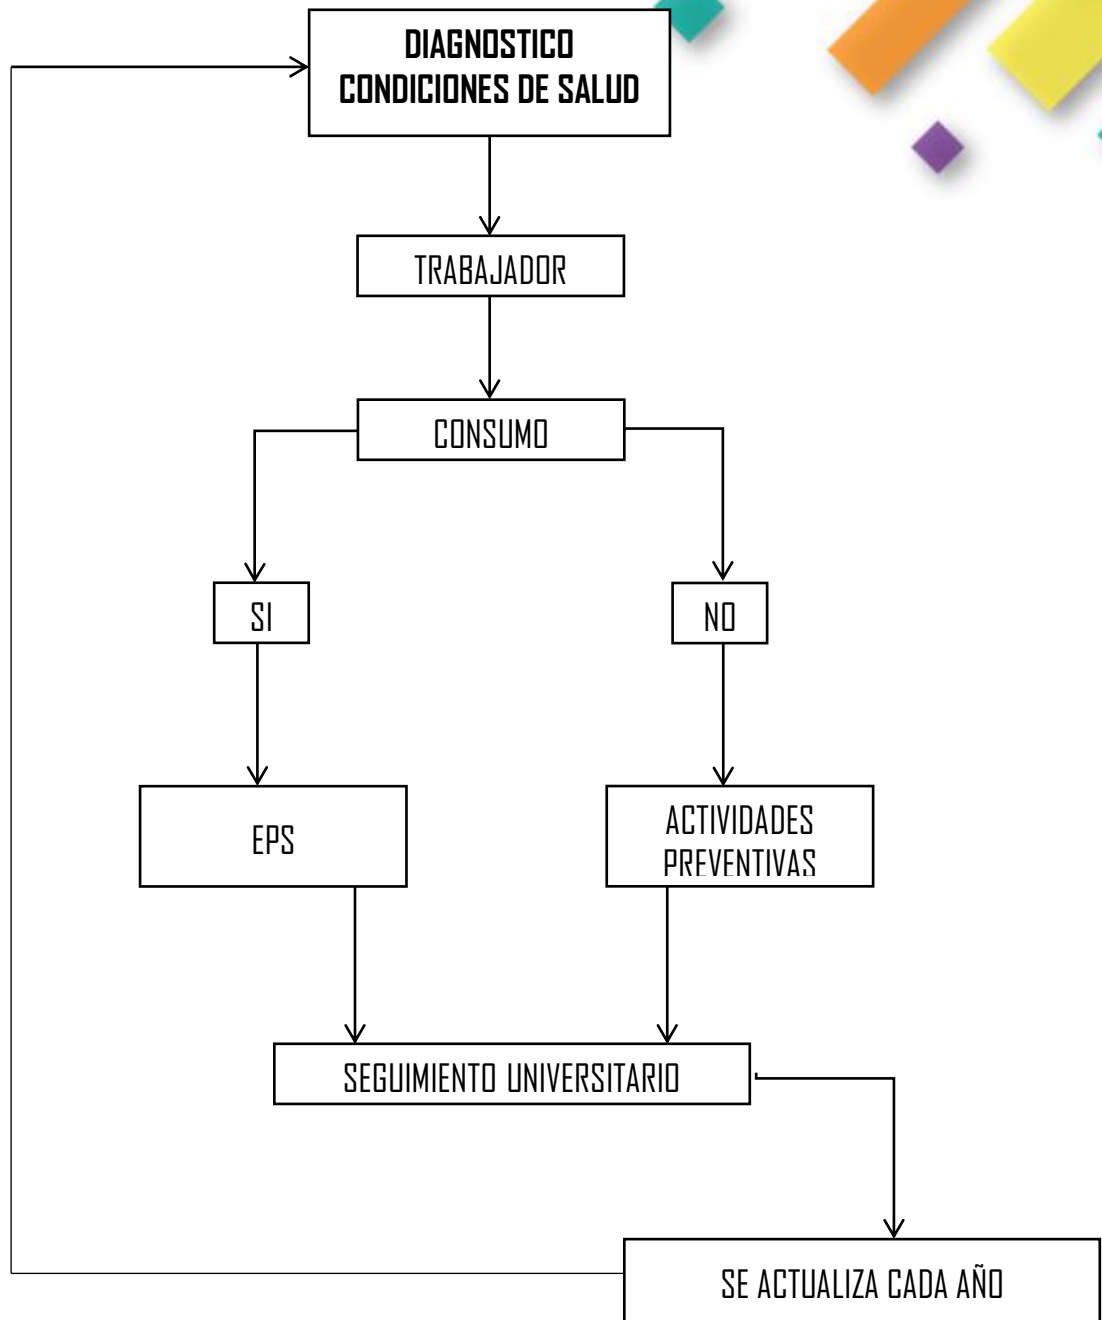 DIAGNOSTICO
CONDICIONES DE SALUD
TRABAJADOR
CONSUMO
SI
NO
EPS
ACTIVIDADES
PREVENTIVAS
SEGUIMIENTO UNIVERSITARIO
SE ACTUALIZA CADA AÑO